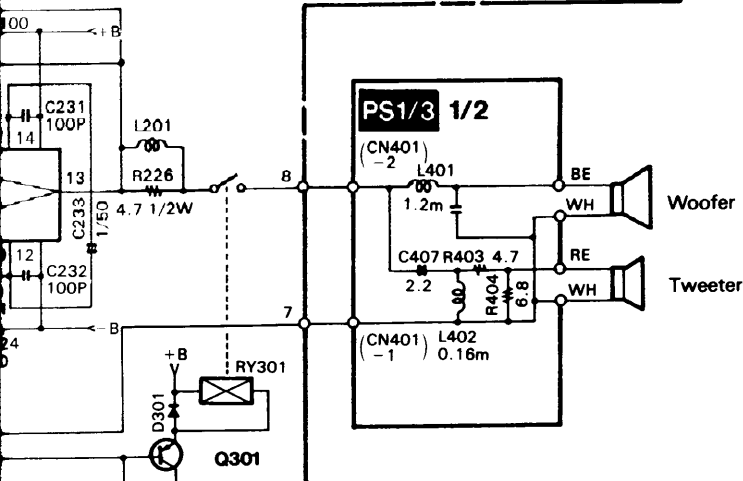 100
+B
C231
100P
14
L201
13
R226
4.7 1/2W
C233
1/50
12
C232
100P
-B
24
8
7
PS1/3 1/2
(CN401)
-2
L401
1.2m
BE
WH
Woofer
C407 R403 4.7
2.2
R404
6.8
RE
WH
Tweeter
(CN401)
-1
L402
0.16m
+B
RY301
D301
Q301